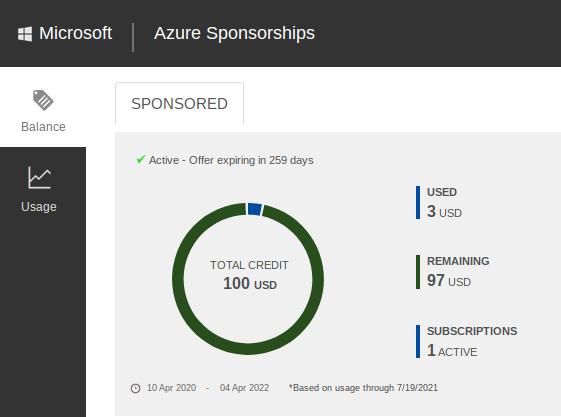 Microsoft
Azure Sponsorships
Balance
Usage
SPONSORED
✔ Active - Offer expiring in 259 days
TOTAL CREDIT
100 USD
USED
3 USD
REMAINING
97 USD
SUBSCRIPTIONS
1 ACTIVE
10 Apr 2020 - 04 Apr 2022 *Based on usage through 7/19/2021